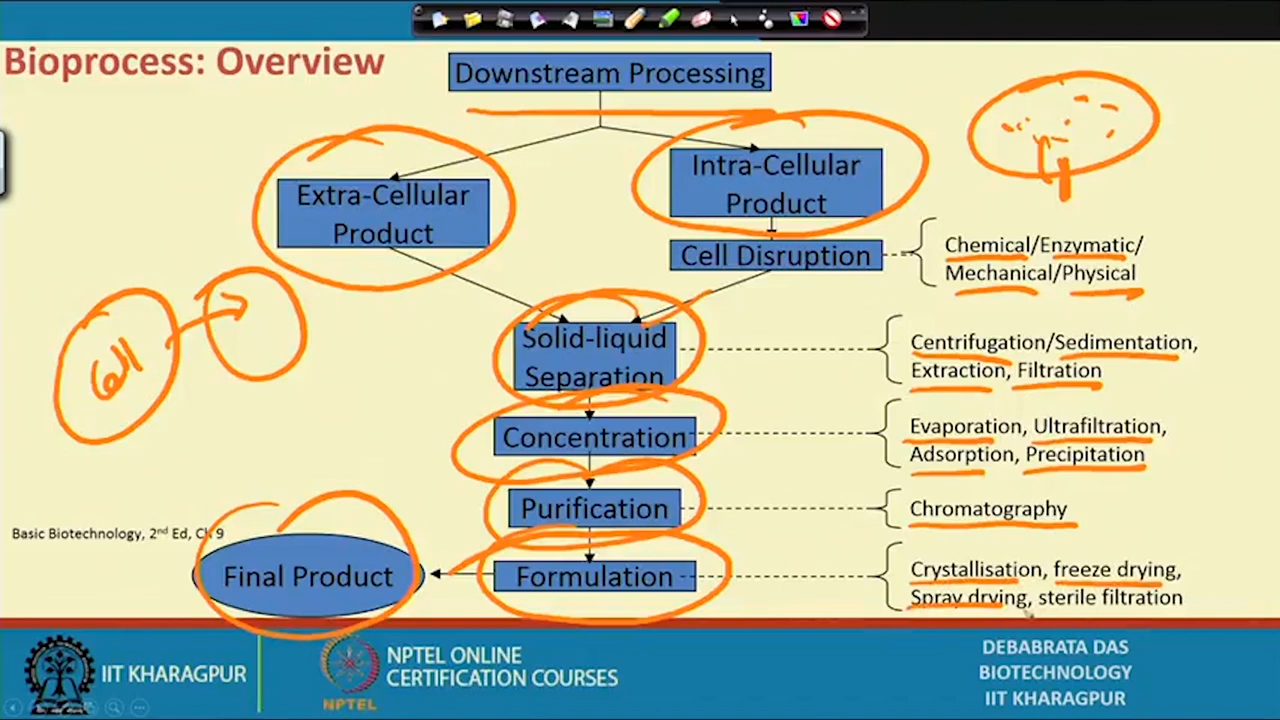 Bioprocess: Overview
Downstream Processing
Extra-Cellular
Product
Intra-Cellular
Product
Cell Disruption
Chemical/Enzymatic/
Mechanical/Physical
Cell
Solid-liquid
Separation
Centrifugation/Sedimentation,
Extraction, Filtration
Concentration
Evaporation, Ultrafiltration,
Adsorption, Precipitation
Purification
Chromatography
Basic Biotechnology, 2nd Ed, Ch 9
Final Product
Formulation
Crystallisation, freeze drying,
Spray drying, sterile filtration
IIT KHARAGPUR
NPTEL
NPTEL ONLINE
CERTIFICATION COURSES
DEBABRATA DAS
BIOTECHNOLOGY
IIT KHARAGPUR